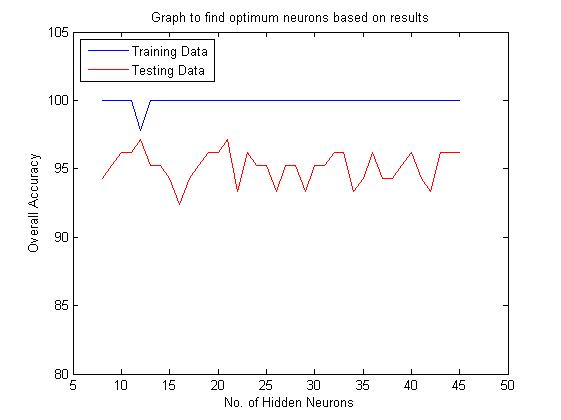 Graph to find optimum neurons based on results
105
Training Data
Testing Data
100
95
90
85
80
Overall Accuracy
5 10 15 20 25 30 35 40 45 50
No. of Hidden Neurons